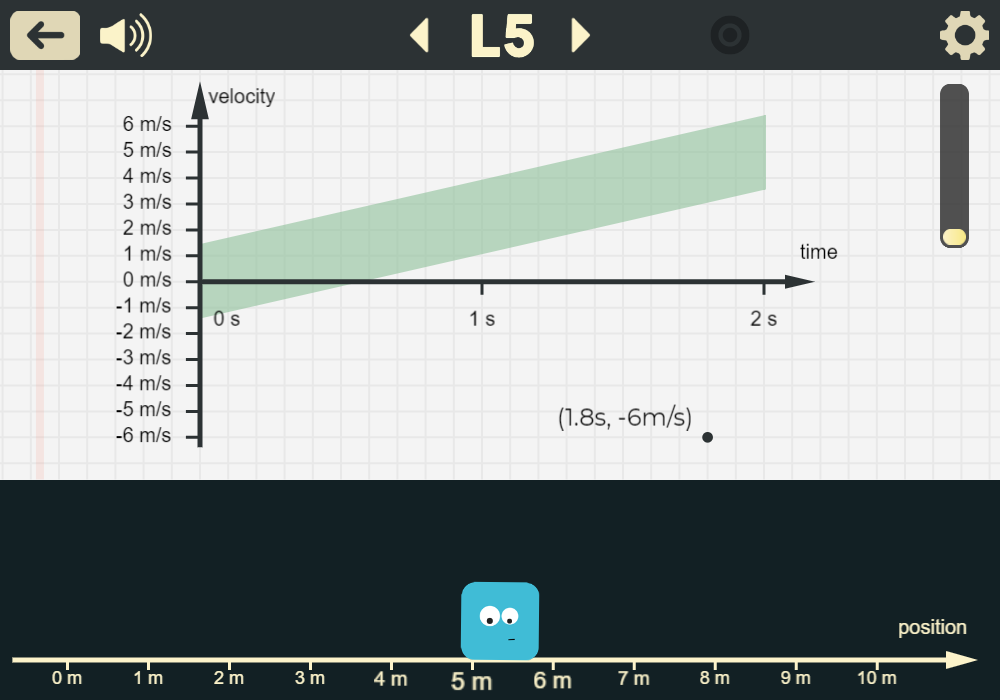 L5
velocity
6 m/s
5 m/s
4 m/s
3 m/s
2 m/s
1 m/s
0 m/s
-1 m/s
-2 m/s
-3 m/s
-4 m/s
-5 m/s
-6 m/s
time
0 s 1 s 2 s
(1.8s, -6m/s)
position
0 m 1 m 2 m 3 m 4 m 5 m 6 m 7 m 8 m 9 m 10 m